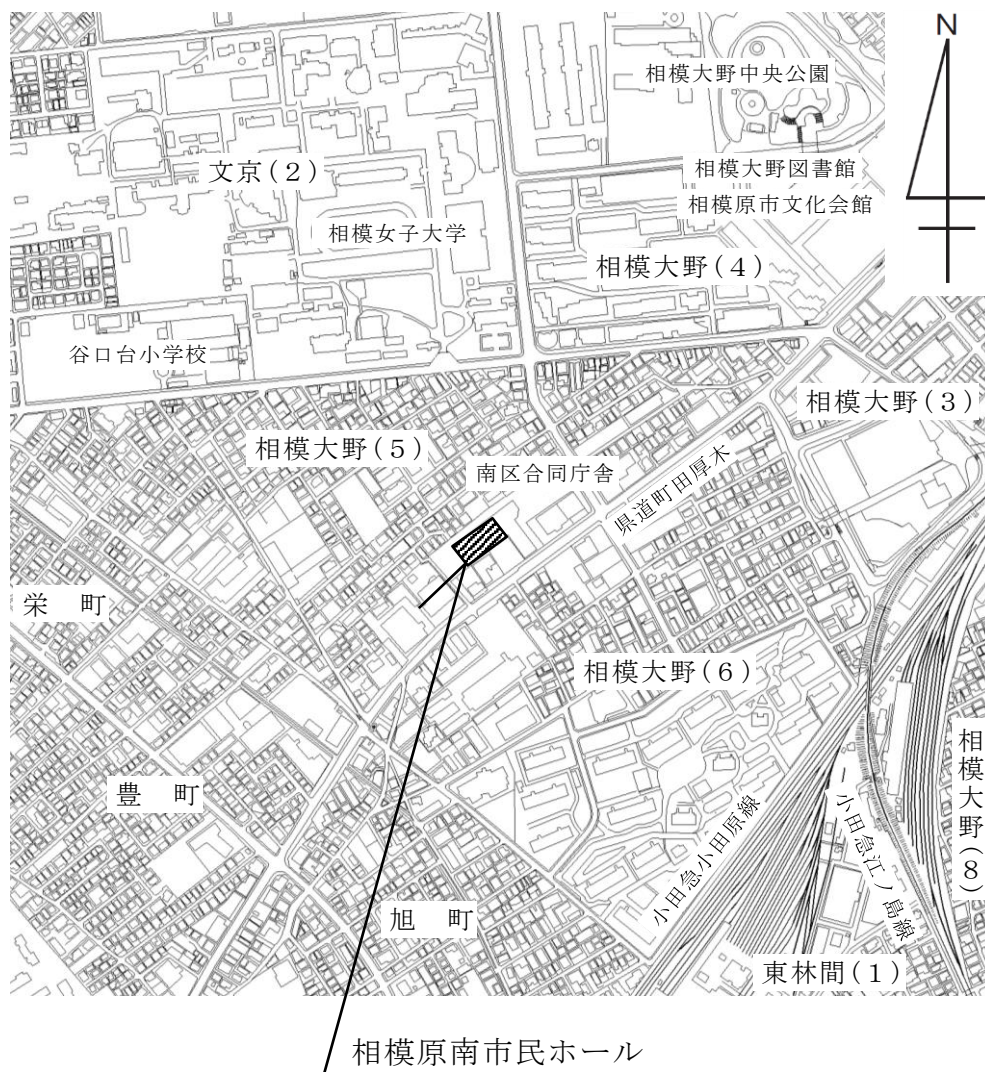 N
相模大野中央公園
相模大野図書館
相模原市文化会館
文京(2)
相模女子大学
相模大野(4)
谷口台小学校
相模大野(3)
相模大野(5)
南区合同庁舎
県道町田厚木
栄 町
相模大野(6)
相模大野(8)
豊 町
小田急小田原線
小田急江ノ島線
旭 町
東林間(1)
相模原南市民ホール